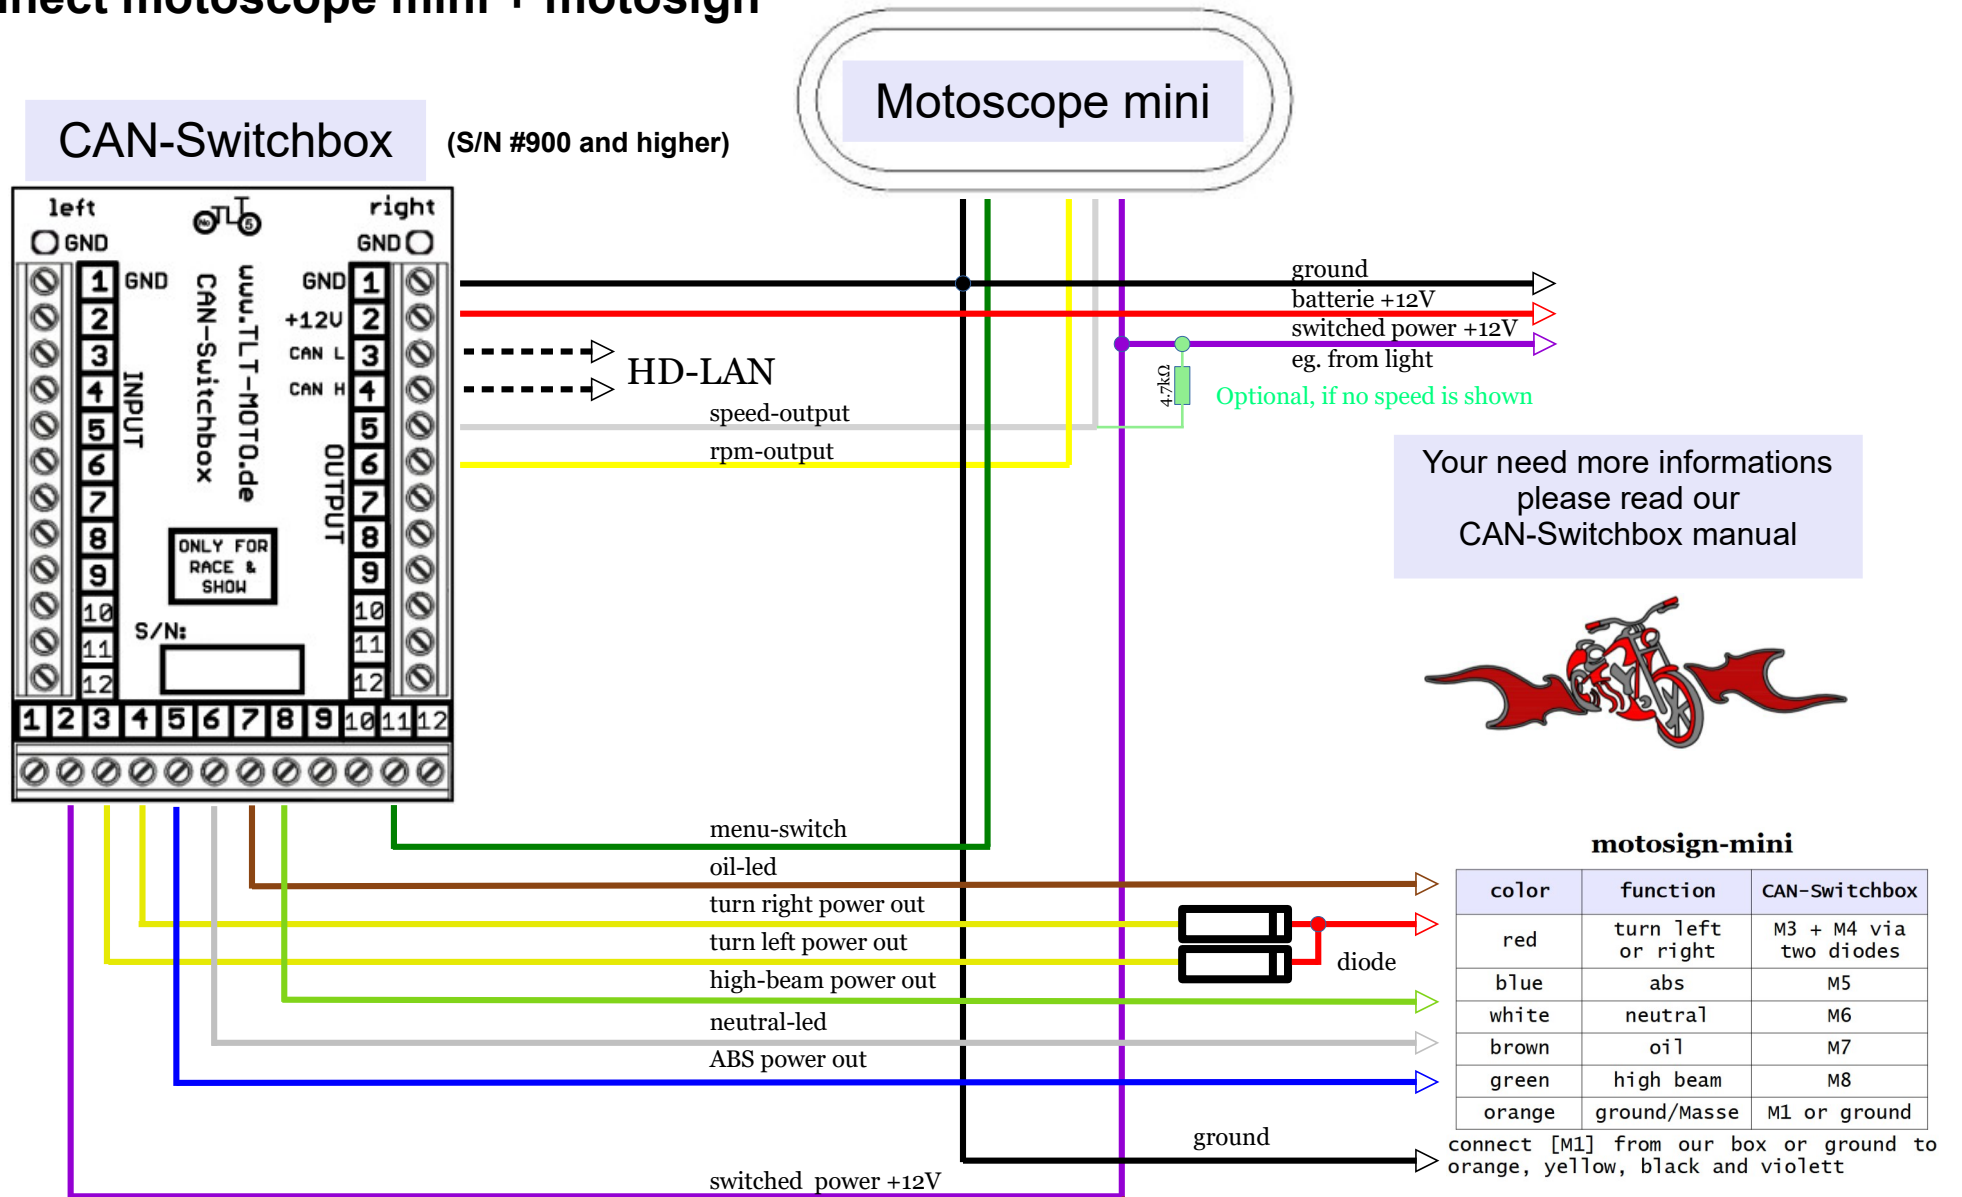 nnect motoscope mini + motosign
Motoscope mini
CAN-Switchbox
(S/N #900 and higher)
left
right
GND
GND
No TLT 5
1 GND
GND 1
2
+12V 2
3
CAN L 3
4
CAN H 4
5
5
6
6
7
7
8
8
9
9
10
10
11
11
12
12
INPUT
OUTPUT
CAN-Switchbox
www.TLT-MOTO.de
ONLY FOR
RACE &
SHOW
S/N:
1 2 3 4 5 6 7 8 9 10 11 12
ground
batterie +12V
switched power +12V
eg. from light
HD-LAN
4.7kΩ
Optional, if no speed is shown
speed-output
rpm-output
Your need more informations
please read our
CAN-Switchbox manual
menu-switch
oil-led
turn right power out
turn left power out
diode
high-beam power out
neutral-led
ABS power out
ground
switched power +12V
motosign-mini
color function CAN-Switchbox
red turn left or right M3 + M4 via two diodes
blue abs M5
white neutral M6
brown oil M7
green high beam M8
orange ground/Masse M1 or ground
connect [M1] from our box or ground to
orange, yellow, black and violett